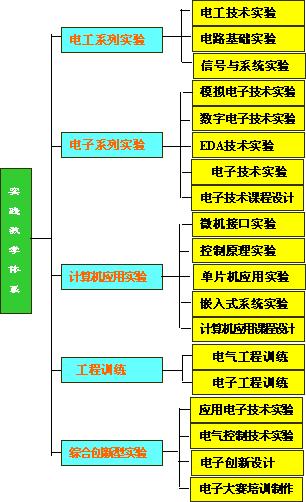 实践教学体系
电工系列实验
电工技术实验
电路基础实验
信号与系统实验
电子系列实验
模拟电子技术实验
数字电子技术实验
EDA技术实验
电子技术实验
电子技术课程设计
计算机应用实验
微机接口实验
控制原理实验
单片机应用实验
嵌入式系统实验
计算机应用课程设计
工程训练
电气工程训练
电子工程训练
综合创新型实验
应用电子技术实验
电气控制技术实验
电子创新设计
电子大赛培训制作